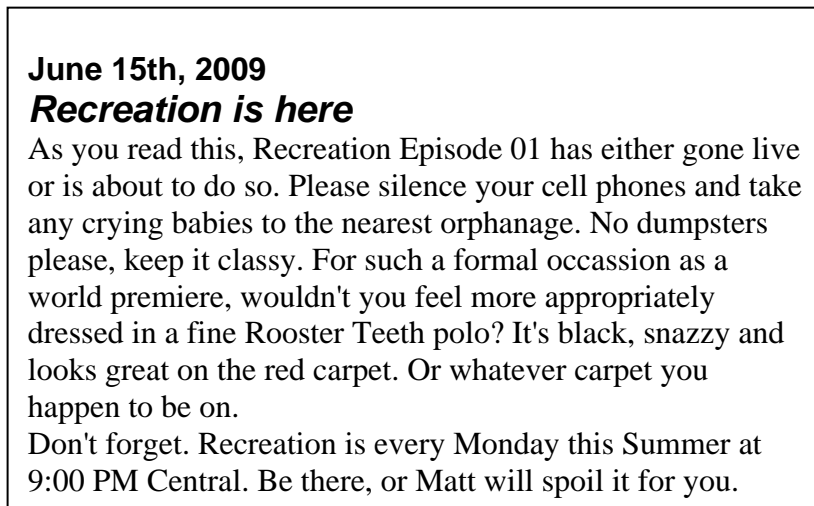 June 15th, 2009
Recreation is here
As you read this, Recreation Episode 01 has either gone live
or is about to do so. Please silence your cell phones and take
any crying babies to the nearest orphanage. No dumpsters
please, keep it classy. For such a formal occassion as a
world premiere, wouldn't you feel more appropriately
dressed in a fine Rooster Teeth polo? It's black, snazzy and
looks great on the red carpet. Or whatever carpet you
happen to be on.
Don't forget. Recreation is every Monday this Summer at
9:00 PM Central. Be there, or Matt will spoil it for you.